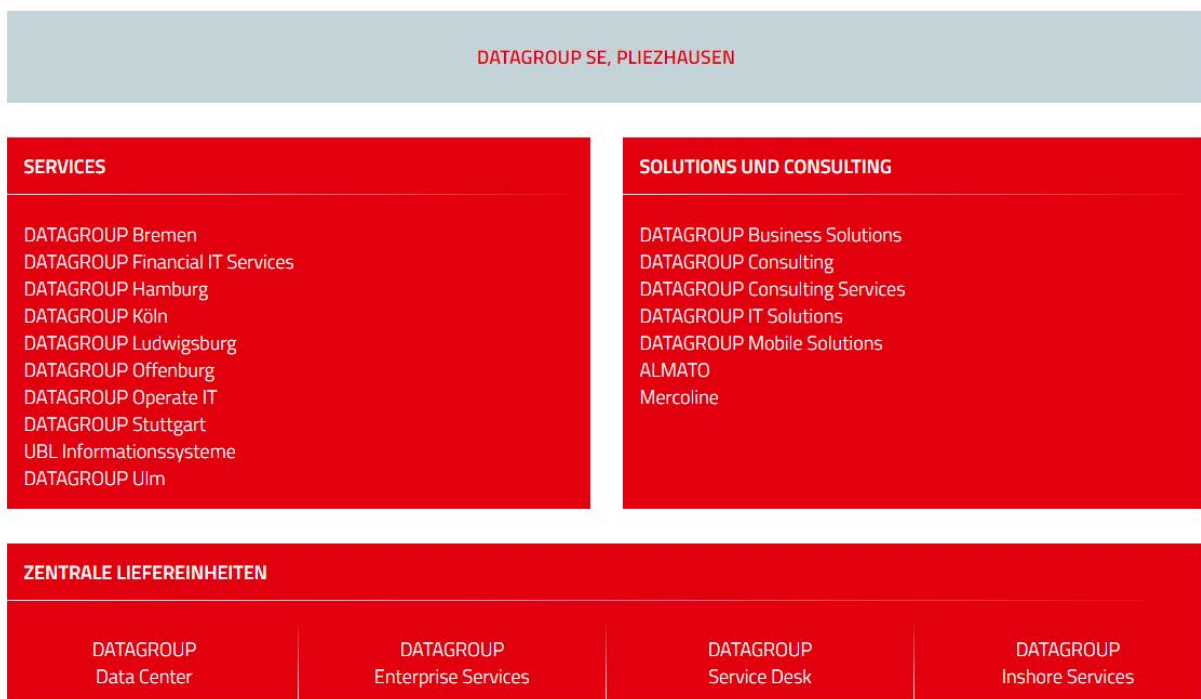 DATAGROUP SE, PLIEZHAUSEN
SERVICES
DATAGROUP Bremen
DATAGROUP Financial IT Services
DATAGROUP Hamburg
DATAGROUP Köln
DATAGROUP Ludwigsburg
DATAGROUP Offenburg
DATAGROUP Operate IT
DATAGROUP Stuttgart
UBL Informationssysteme
DATAGROUP Ulm
SOLUTIONS UND CONSULTING
DATAGROUP Business Solutions
DATAGROUP Consulting
DATAGROUP Consulting Services
DATAGROUP IT Solutions
DATAGROUP Mobile Solutions
ALMATO
Mercoline
ZENTRALE LIEFEREINHEITEN
DATAGROUP
Data Center
DATAGROUP
Enterprise Services
DATAGROUP
Service Desk
DATAGROUP
Inshore Services